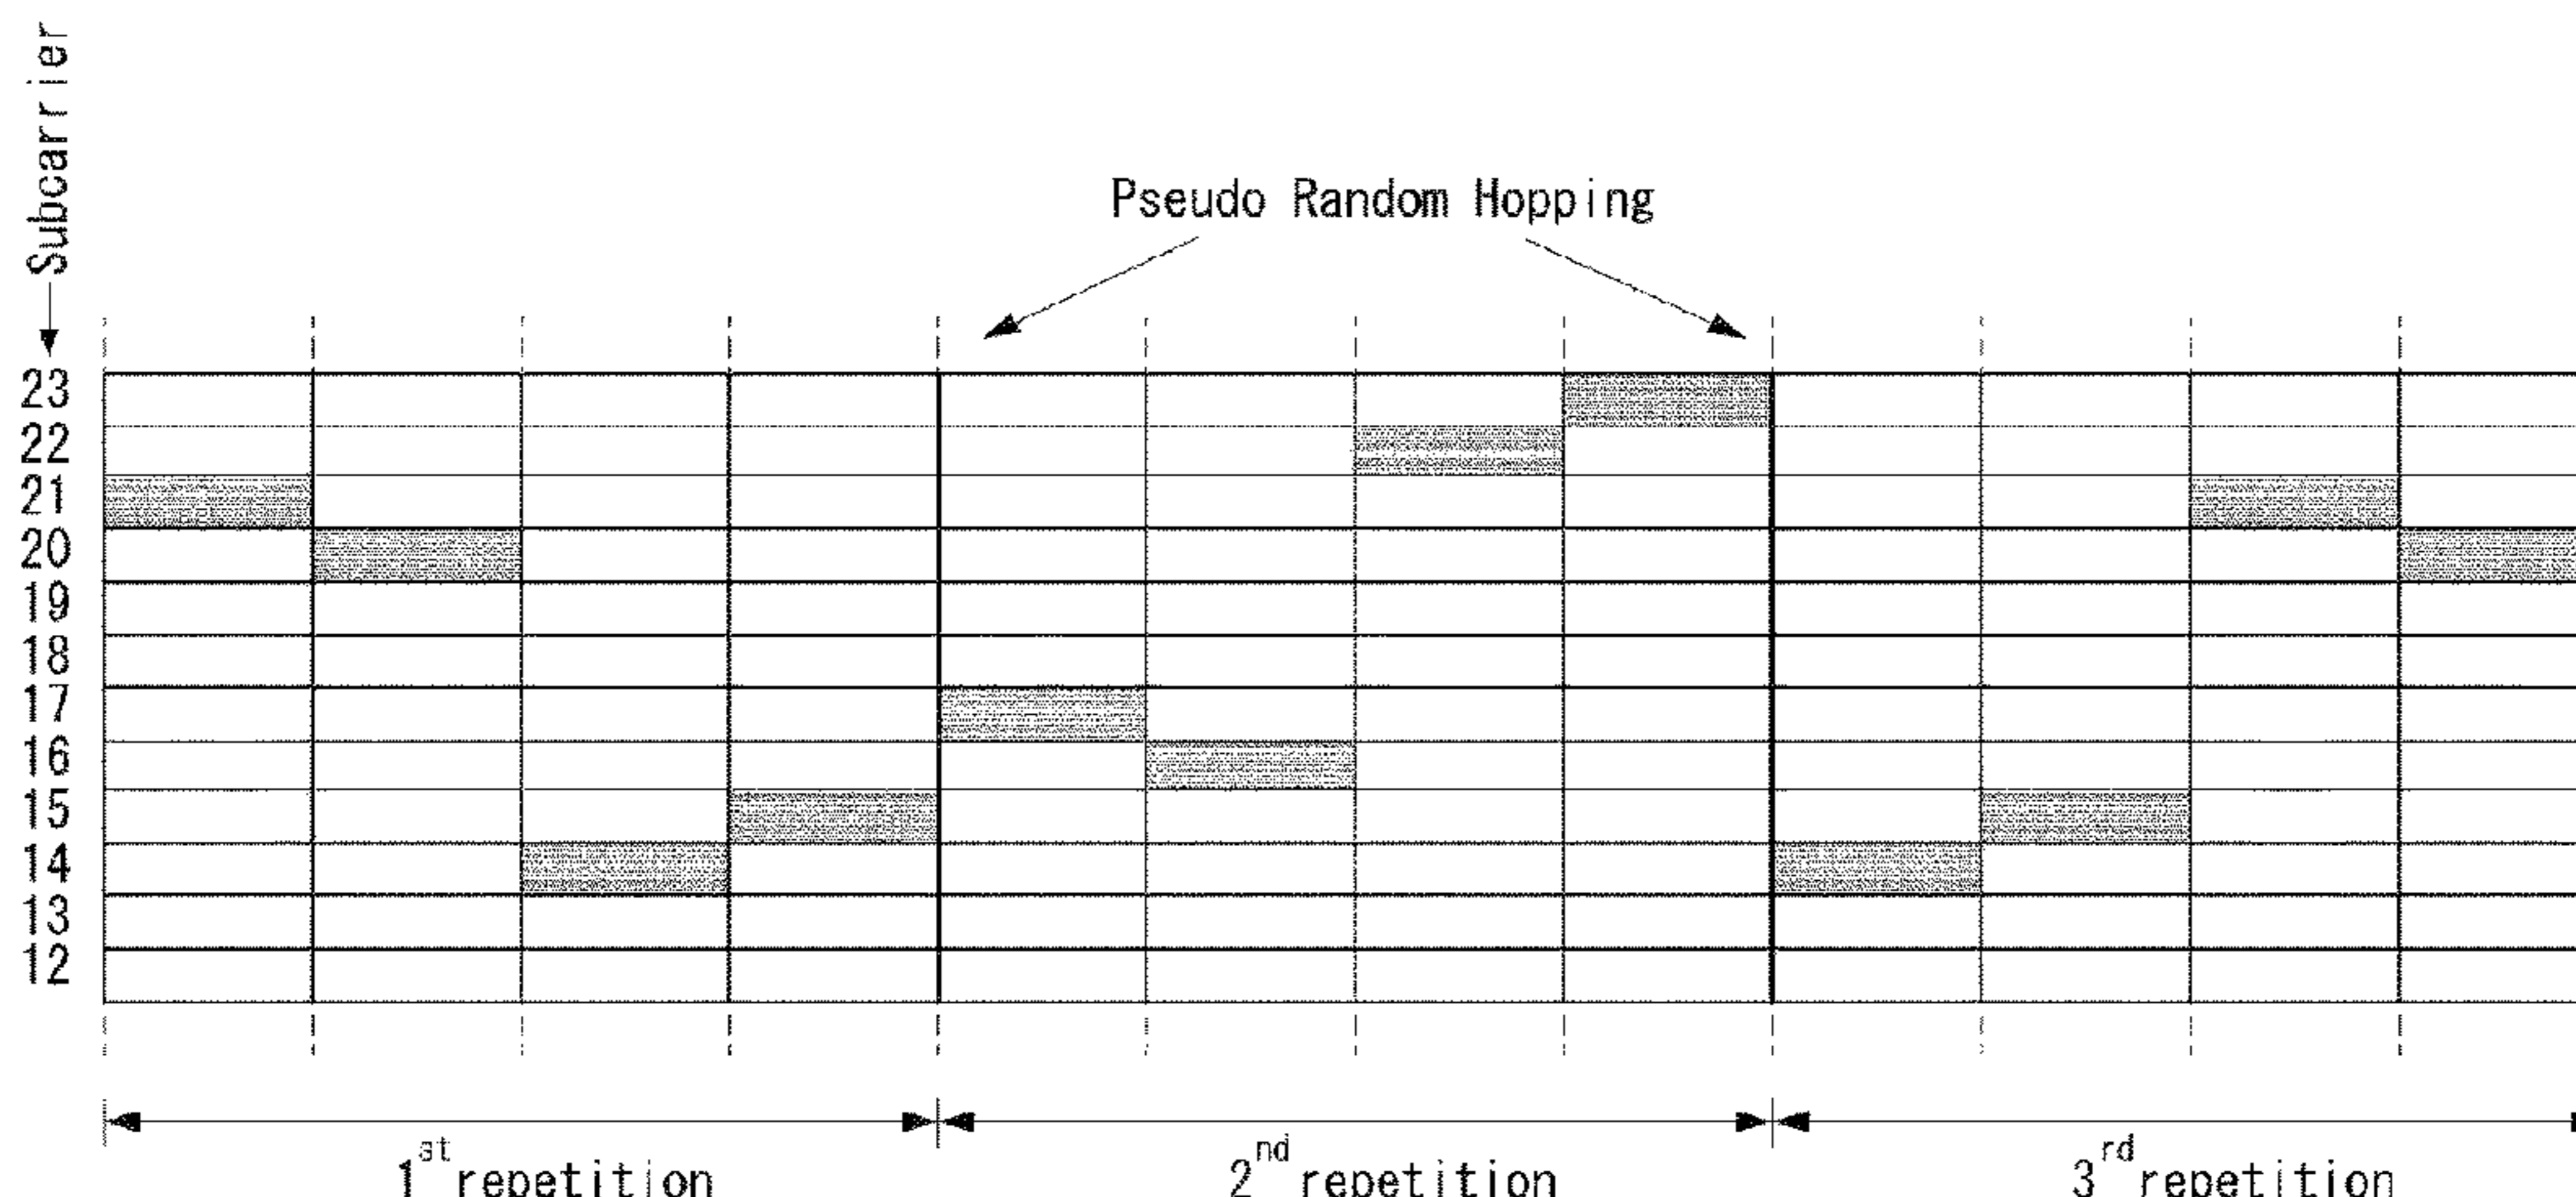 Subcarrier
Pseudo Random Hopping
23
22
21
20
19
18
17
16
15
14
13
12
1st repetition
2nd repetition
3rd repetition